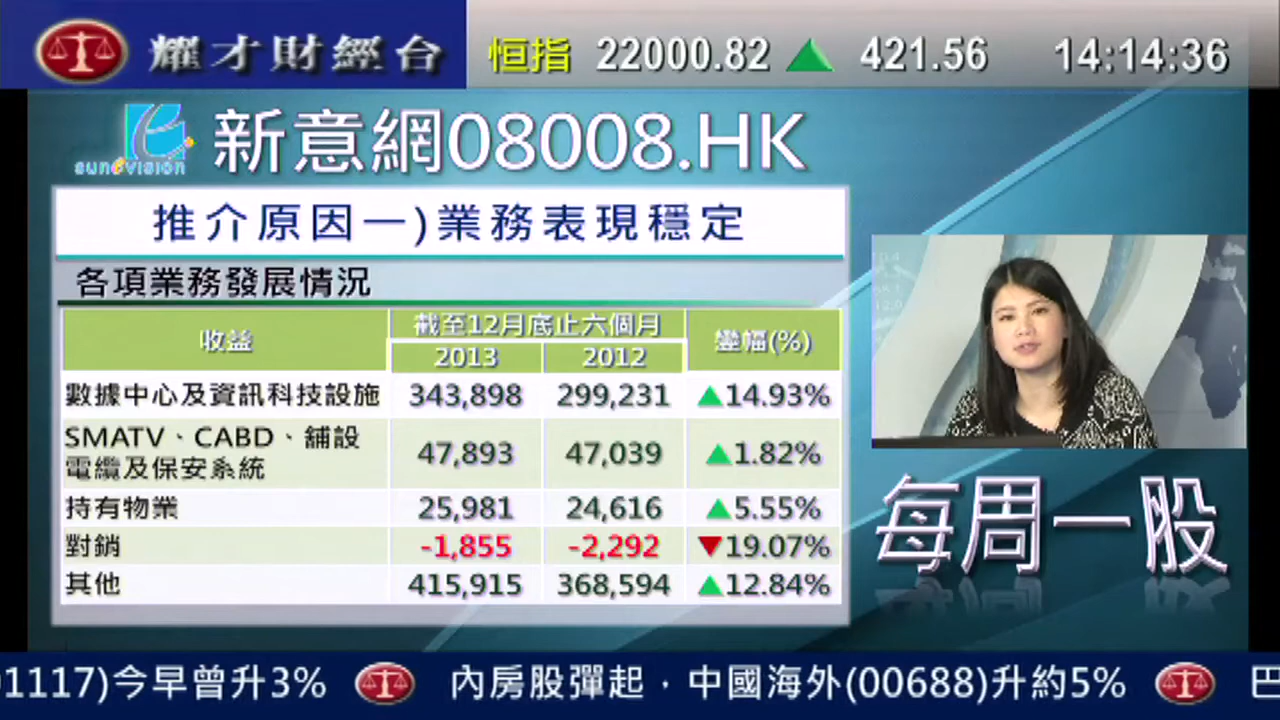 耀才財經台
恒指 22000.82 ▲ 421.56 14:14:36
sunevision
新意網08008.HK
推介原因一)業務表現穩定
各項業務發展情況
收益 截至12月底止六個月 變幅(%)
2013 2012
數據中心及資訊科技設施 343,898 299,231 ▲14.93%
SMATV、CABD、舖設
電纜及保安系統 47,893 47,039 ▲1.82%
持有物業 25,981 24,616 ▲5.55%
對銷 -1,855 -2,292 ▼19.07%
其他 415,915 368,594 ▲12.84%
每周一股
01117)今早曾升3% 內房股彈起，中國海外(00688)升約5% 巴